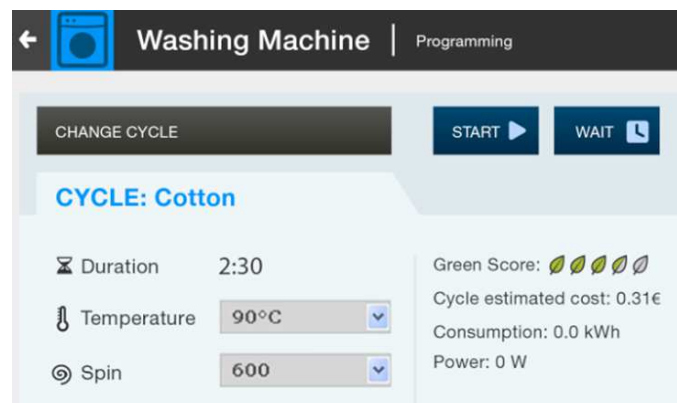 Washing Machine | Programming
CHANGE CYCLE
START WAIT
CYCLE: Cotton
Duration 2:30
Temperature 90°C
Spin 600
Green Score:
Cycle estimated cost: 0.31€
Consumption: 0.0 kWh
Power: 0 W